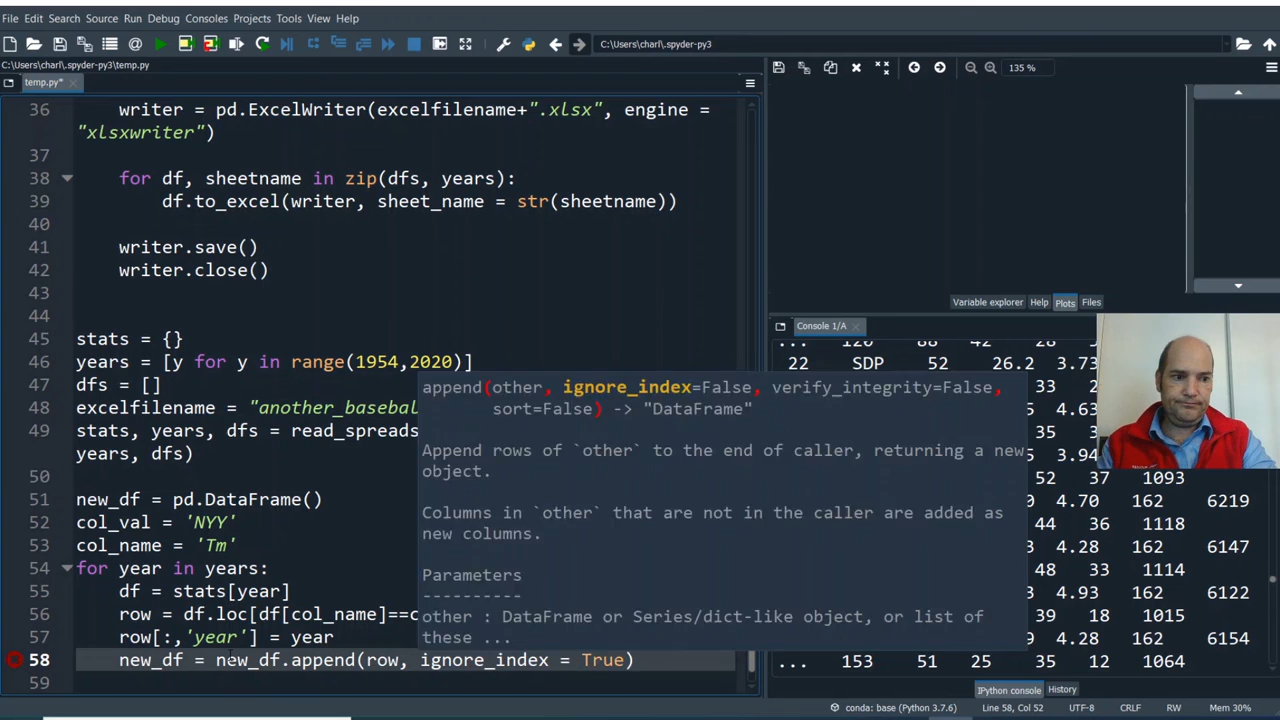 File Edit Search Source Run Debug Consoles Projects Tools View Help
C:\Users\charl\.spyder-py3
C:\Users\charl\.spyder-py3\temp.py
temp.py*
135 %
36 writer = pd.ExcelWriter(excelfilename+".xlsx", engine =
"xlsxwriter")
37
38 for df, sheetname in zip(dfs, years):
39 df.to_excel(writer, sheet_name = str(sheetname))
40
41 writer.save()
42 writer.close()
43
44
45 stats = {}
46 years = [y for y in range(1954,2020)]
47 dfs = []
48 excelfilename = "another_basebal
49 stats, years, dfs = read_spreads
years, dfs)
50
51 new_df = pd.DataFrame()
52 col_val = 'NYY'
53 col_name = 'Tm'
54 for year in years:
55 df = stats[year]
56 row = df.loc[df[col_name]==c
57 row[:,'year'] = year
58 new_df = new_df.append(row, ignore_index = True)
59
append(other, ignore_index=False, verify_integrity=False,
sort=False) -> "DataFrame"
Append rows of `other` to the end of caller, returning a new
object.
Columns in `other` that are not in the caller are added as
new columns.
Parameters
----------
other : DataFrame or Series/dict-like object, or list of
these ...
Variable explorer Help Plots Files
Console 1/A
... 120 88 42 28
22 SDP 52 26.2 3.73
33 2
4.63
35 3
3.94
52 37 1093
4.70 162 6219
44 36 1118
4.28 162 6147
48 33 1114
4.93 162 6122
39 18 1015
4.28 162 6154
... 153 51 25 35 12 1064
IPython console History
conda: base (Python 3.7.6) Line 58, Col 52 UTF-8 CRLF RW Mem 30%